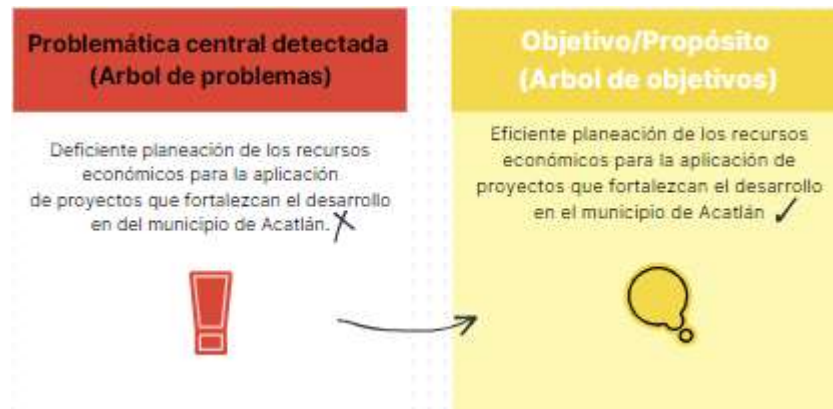 Problemática central detectada
(Arbol de problemas)
Deficiente planeación de los recursos
económicos para la aplicación
de proyectos que fortalezcan el desarrollo
en del municipio de Acatlán.
Objetivo/Propósito
(Arbol de objetivos)
Eficiente planeación de los recursos
económicos para la aplicación de
proyectos que fortalezcan el desarrollo
en el municipio de Acatlán